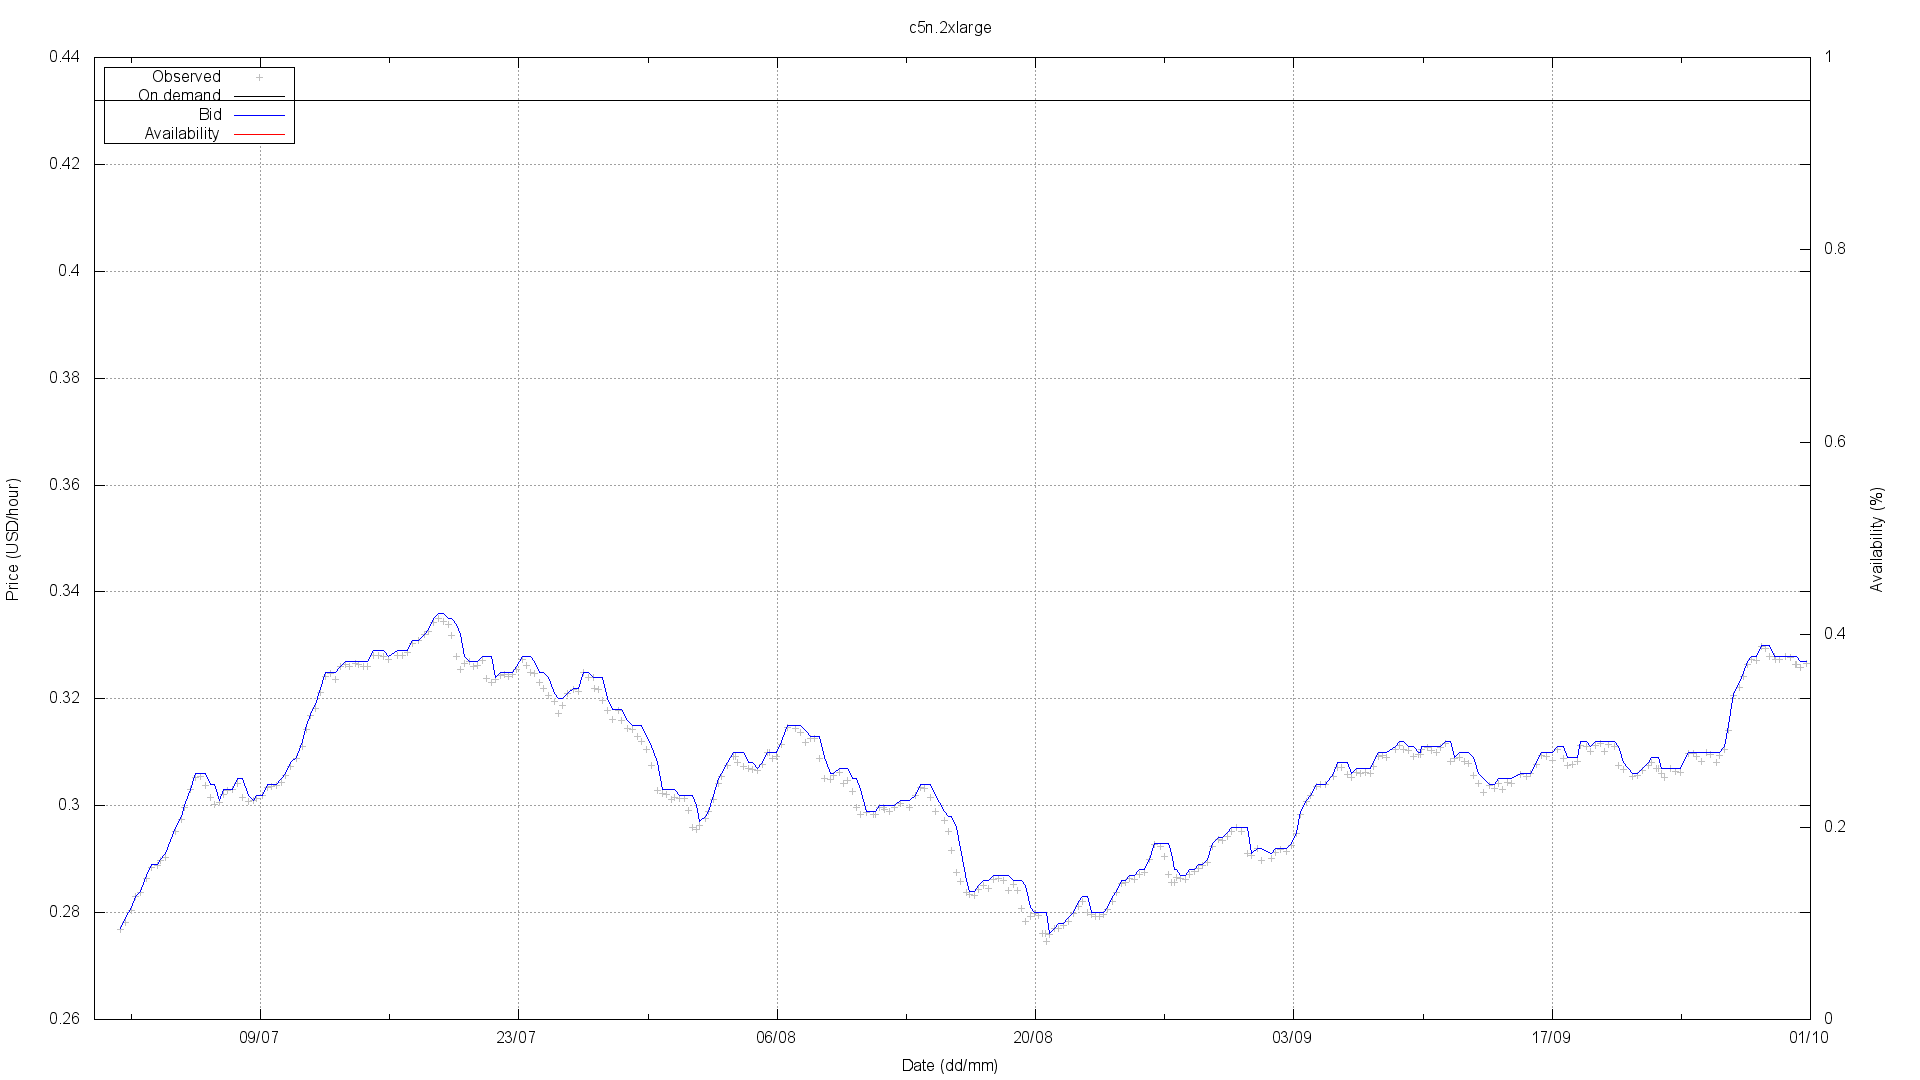 c5n.2xlarge
Observed
On demand
Bid
Availability
0.44
0.42
0.4
0.38
0.36
0.34
0.32
0.3
0.28
0.26
1
0.8
0.6
0.4
0.2
0
Price (USD/hour)
Availability (%)
09/07 23/07 06/08 20/08 03/09 17/09 01/10
Date (dd/mm)